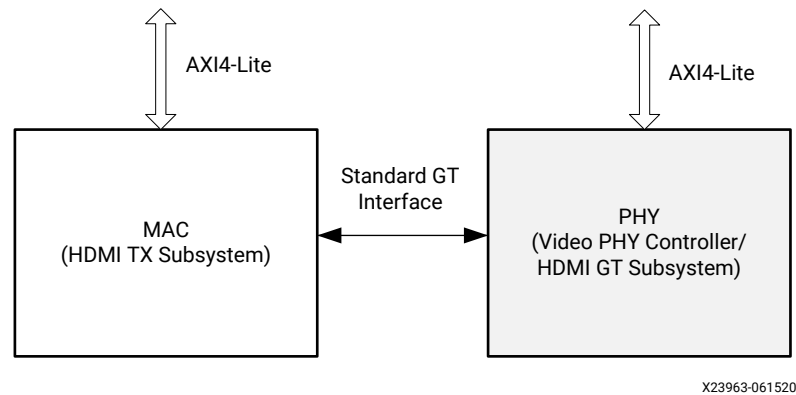 AXI4-Lite
AXI4-Lite
Standard GT
Interface
MAC
(HDMI TX Subsystem)
PHY
(Video PHY Controller/
HDMI GT Subsystem)
X23963-061520